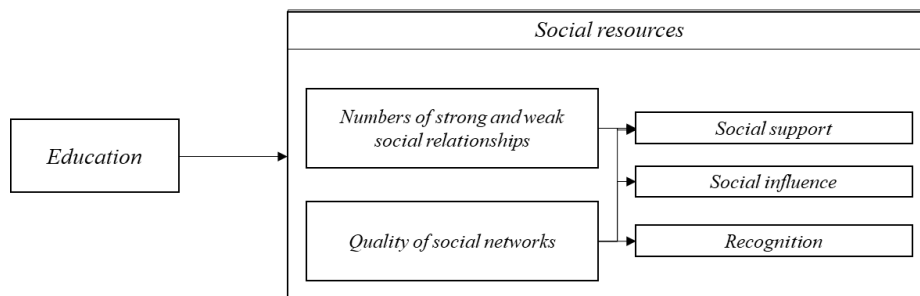 Social resources
Education
Numbers of strong and weak
social relationships
Quality of social networks
Social support
Social influence
Recognition